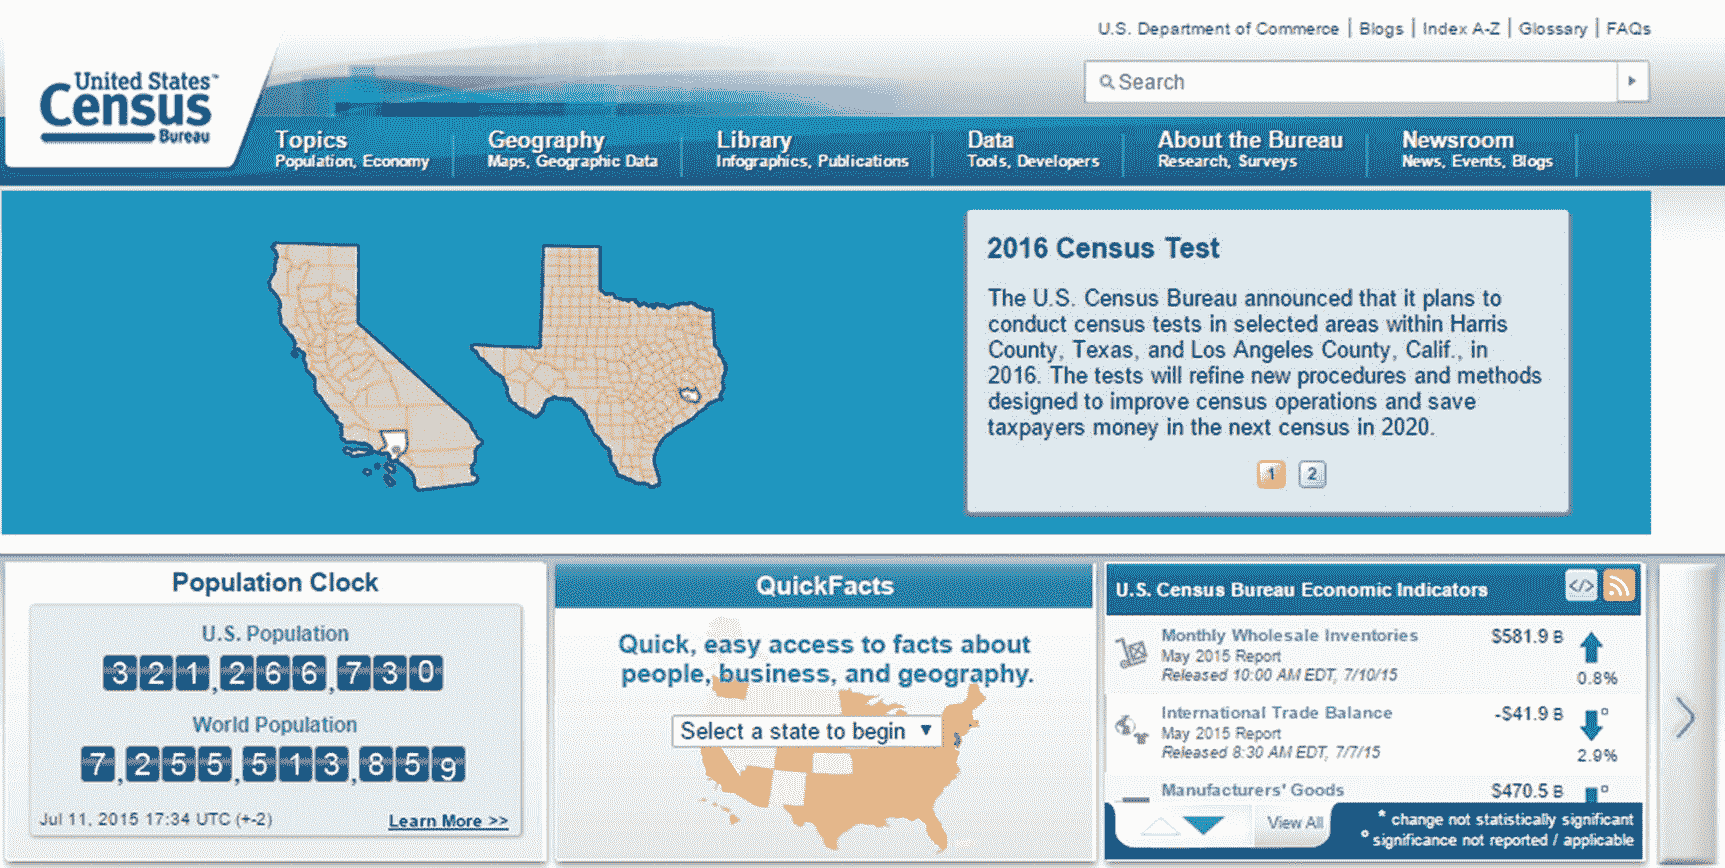 U.S. Department of Commerce | Blogs | Index A-Z | Glossary | FAQs
Search
United States™
Census
Bureau
Topics
Population, Economy
Geography
Maps, Geographic Data
Library
Infographics, Publications
Data
Tools, Developers
About the Bureau
Research, Surveys
Newsroom
News, Events, Blogs
2016 Census Test
The U.S. Census Bureau announced that it plans to
conduct census tests in selected areas within Harris
County, Texas, and Los Angeles County, Calif., in
2016. The tests will refine new procedures and methods
designed to improve census operations and save
taxpayers money in the next census in 2020.
1 2
Population Clock
U.S. Population
321,266,730
World Population
7,255,513,859
Jul 11, 2015 17:34 UTC (+-2)
Learn More >>
QuickFacts
Quick, easy access to facts about
people, business, and geography.
Select a state to begin
U.S. Census Bureau Economic Indicators
</>
Monthly Wholesale Inventories
May 2015 Report
Released 10:00 AM EDT, 7/10/15
$581.9 B
0.8%
International Trade Balance
May 2015 Report
Released 8:30 AM EDT, 7/7/15
-$41.9 B °
2.9%
Manufacturers' Goods
$470.5 B °
View All
* change not statistically significant
° significance not reported / applicable